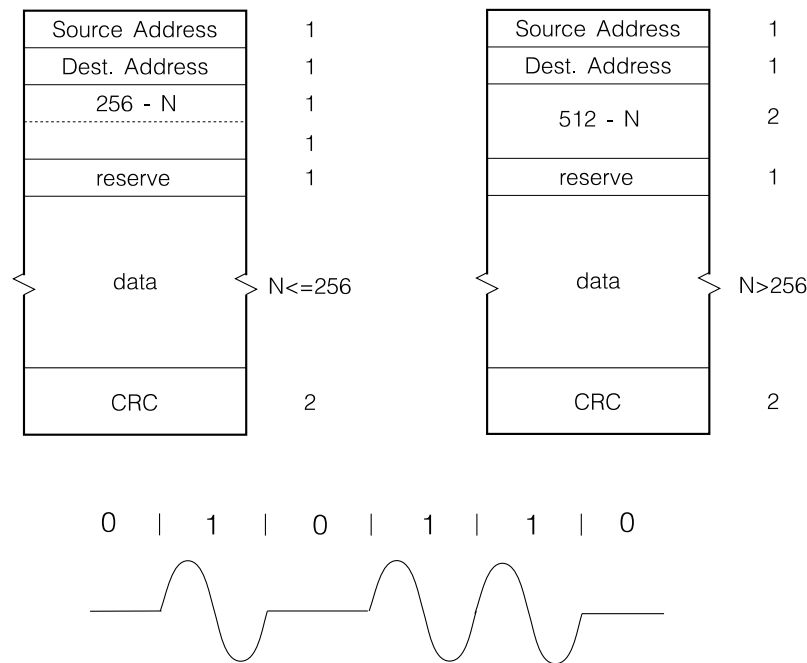 Source Address 1
Dest. Address 1
256 - N 1
1
reserve 1
data N<=256
CRC 2
Source Address 1
Dest. Address 1
512 - N 2
reserve 1
data N>256
CRC 2
0 | 1 | 0 | 1 | 1 | 0